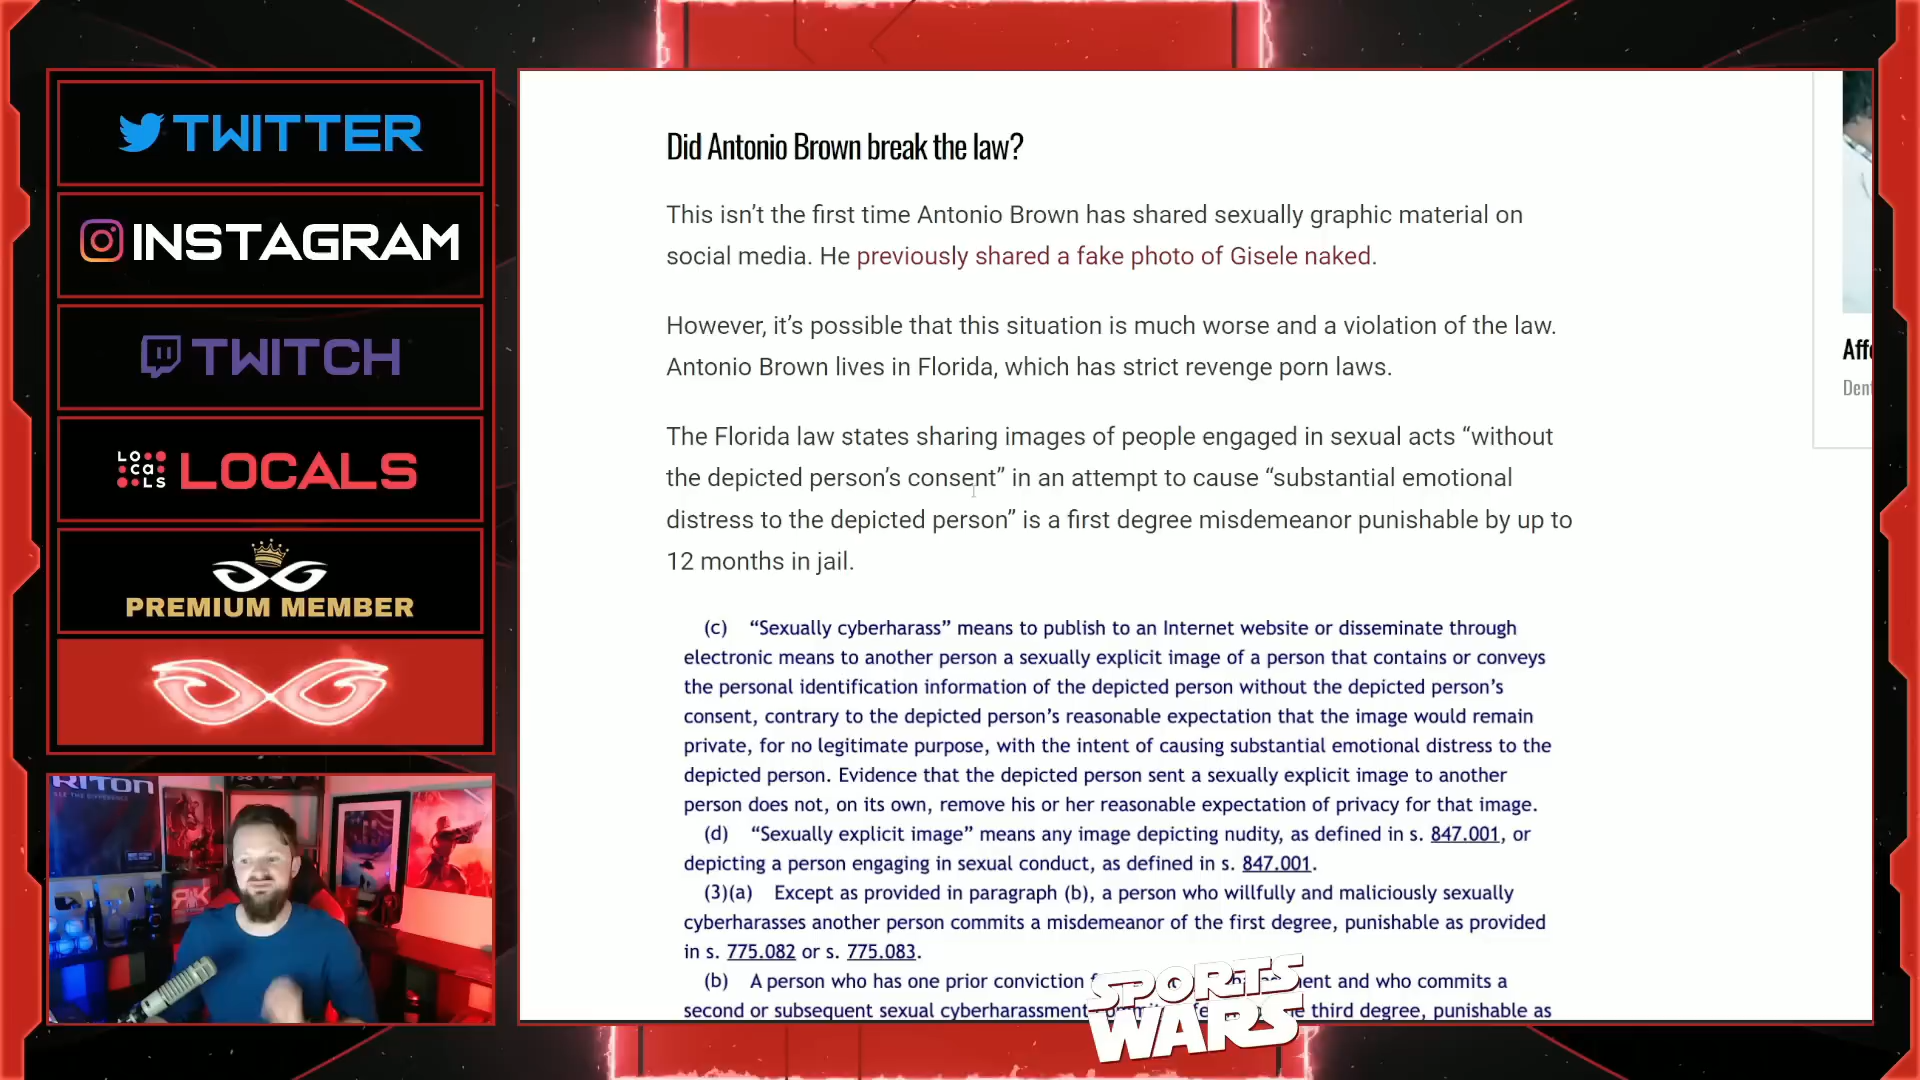 TWITTER
INSTAGRAM
TWITCH
LOCALS
LOCALS
PREMIUM MEMBER
RITON
SEE THE DIFFERENCE
Did Antonio Brown break the law?
This isn’t the first time Antonio Brown has shared sexually graphic material on
social media. He previously shared a fake photo of Gisele naked.
However, it’s possible that this situation is much worse and a violation of the law.
Antonio Brown lives in Florida, which has strict revenge porn laws.
The Florida law states sharing images of people engaged in sexual acts “without
the depicted person’s consent” in an attempt to cause “substantial emotional
distress to the depicted person” is a first degree misdemeanor punishable by up to
12 months in jail.
(c) “Sexually cyberharass” means to publish to an Internet website or disseminate through
electronic means to another person a sexually explicit image of a person that contains or conveys
the personal identification information of the depicted person without the depicted person’s
consent, contrary to the depicted person’s reasonable expectation that the image would remain
private, for no legitimate purpose, with the intent of causing substantial emotional distress to the
depicted person. Evidence that the depicted person sent a sexually explicit image to another
person does not, on its own, remove his or her reasonable expectation of privacy for that image.
(d) “Sexually explicit image” means any image depicting nudity, as defined in s. 847.001, or
depicting a person engaging in sexual conduct, as defined in s. 847.001.
(3)(a) Except as provided in paragraph (b), a person who willfully and maliciously sexually
cyberharasses another person commits a misdemeanor of the first degree, punishable as provided
in s. 775.082 or s. 775.083.
(b) A person who has one prior conviction and who commits a
second or subsequent sexual cyberharassment third degree, punishable as
Aff
Dent
SPORTS
WARS